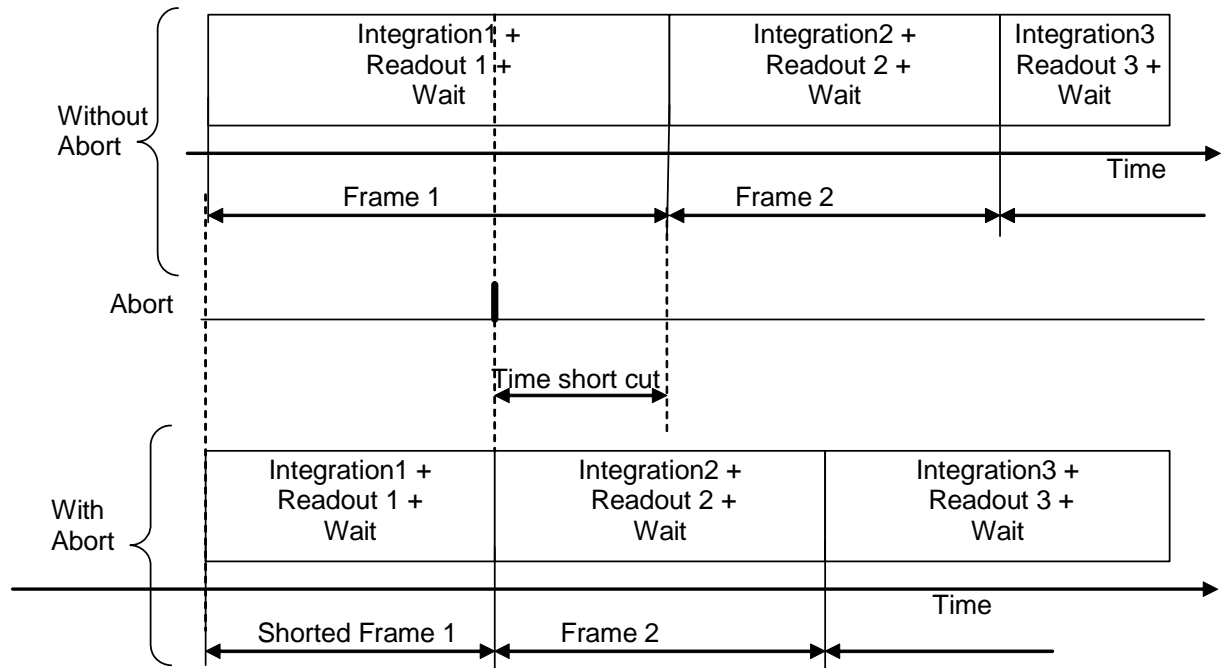 Integration1 +
Readout 1 +
Wait
Integration2 +
Readout 2 +
Wait
Integration3
Readout 3 +
Wait
Without
Abort
Time
Frame 1
Frame 2
Abort
Time short cut
Integration1 +
Readout 1 +
Wait
Integration2 +
Readout 2 +
Wait
Integration3 +
Readout 3 +
Wait
With
Abort
Time
Shorted Frame 1
Frame 2